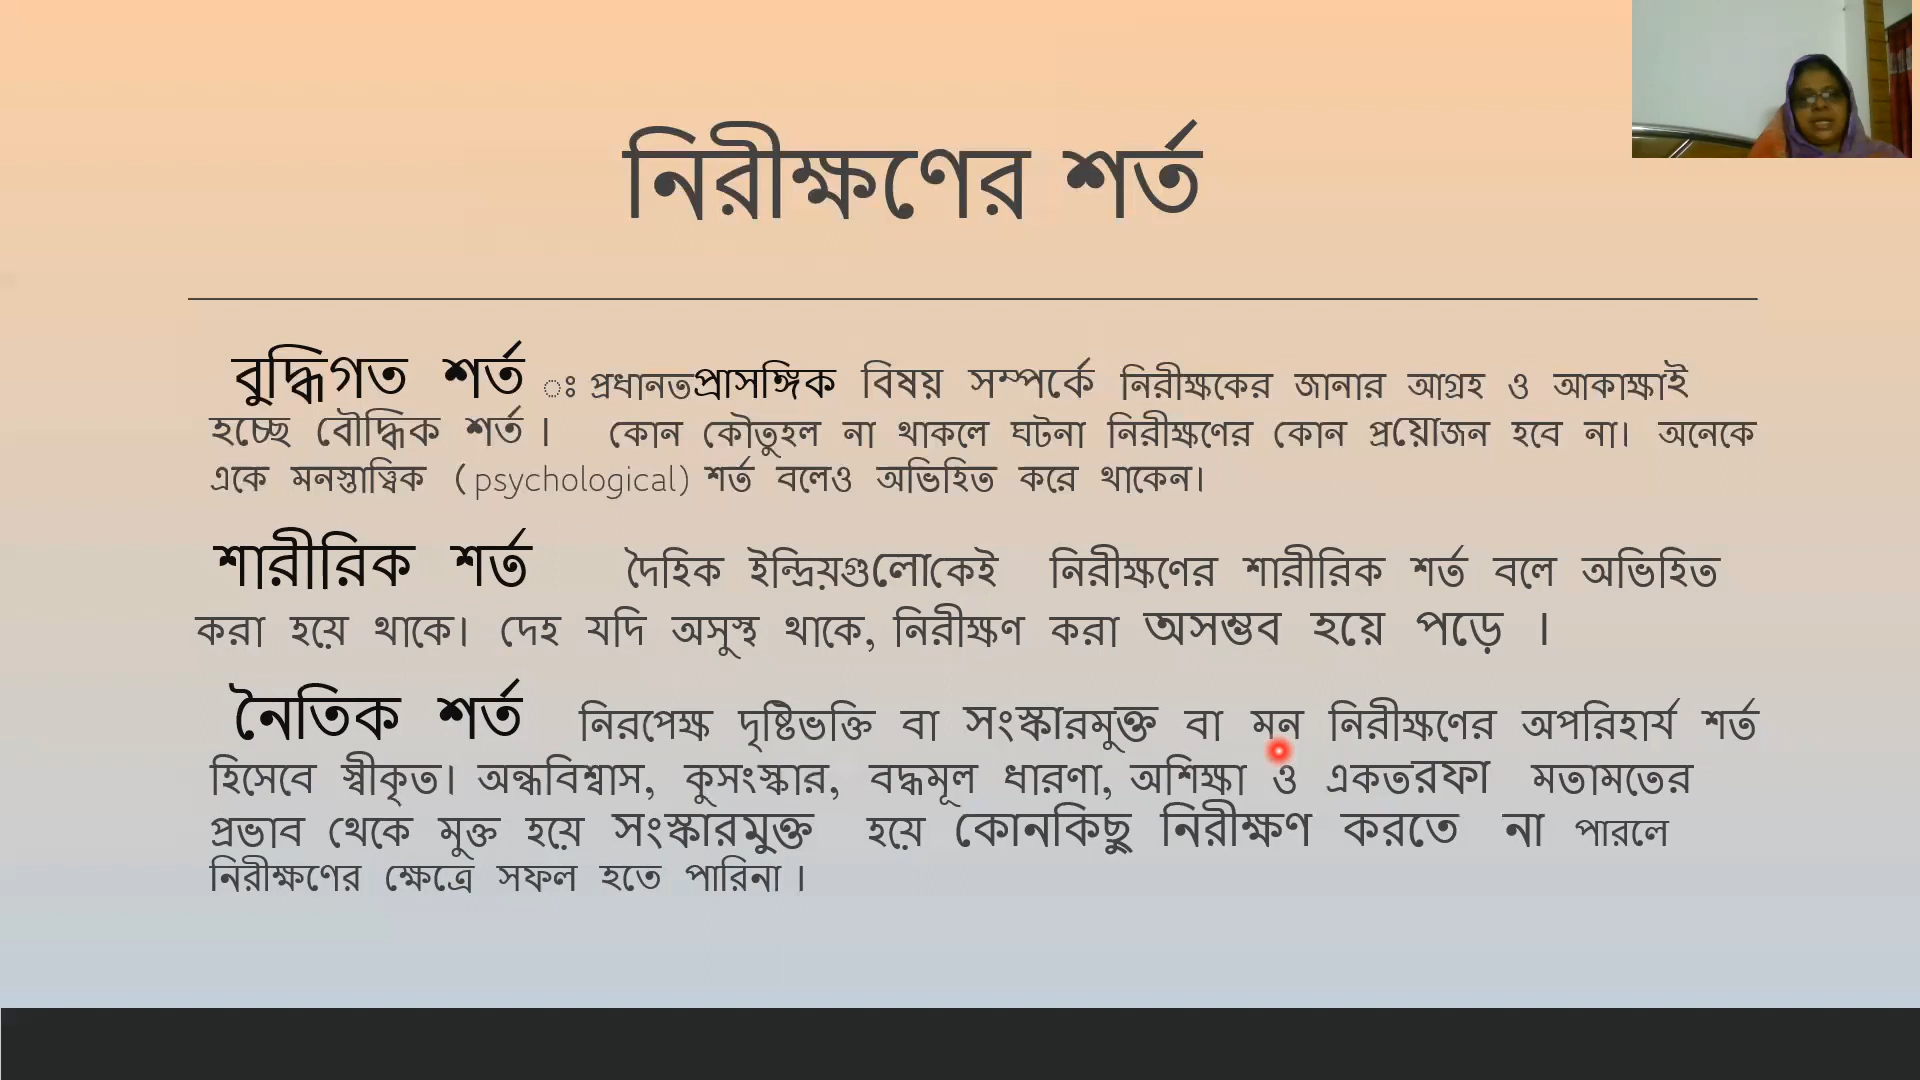 নিরীক্ষণের শর্ত
বুদ্ধিগত শর্ত ঃ প্রধানতপ্রাসঙ্গিক বিষয় সম্পর্কে নিরীক্ষকের জানার আগ্রহ ও আকাক্ষাই
হচ্ছে বৌদ্ধিক শর্ত । কোন কৌতুহল না থাকলে ঘটনা নিরীক্ষণের কোন প্রয়োজন হবে না। অনেকে
একে মনস্তাত্ত্বিক (psychological) শর্ত বলেও অভিহিত করে থাকেন।
শারীরিক শর্ত দৈহিক ইন্দ্রিয়গুলোকেই নিরীক্ষণের শারীরিক শর্ত বলে অভিহিত
করা হয়ে থাকে। দেহ যদি অসুস্থ থাকে, নিরীক্ষণ করা অসম্ভব হয়ে পড়ে ।
নৈতিক শর্ত নিরপেক্ষ দৃষ্টিভক্তি বা সংস্কারমুক্ত বা মন নিরীক্ষণের অপরিহার্য শর্ত
হিসেবে স্বীকৃত। অন্ধবিশ্বাস, কুসংস্কার, বদ্ধমূল ধারণা, অশিক্ষা ও একতরফা মতামতের
প্রভাব থেকে মুক্ত হয়ে সংস্কারমুক্ত হয়ে কোনকিছু নিরীক্ষণ করতে না পারলে
নিরীক্ষণের ক্ষেত্রে সফল হতে পারিনা ।